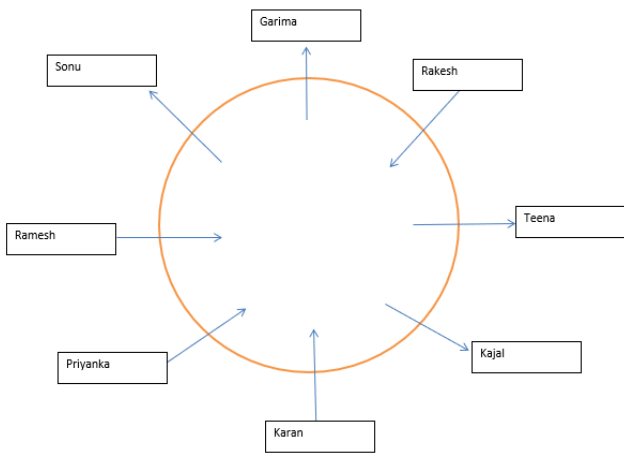 Garima
Sonu
Rakesh
Ramesh
Teena
Priyanka
Kajal
Karan